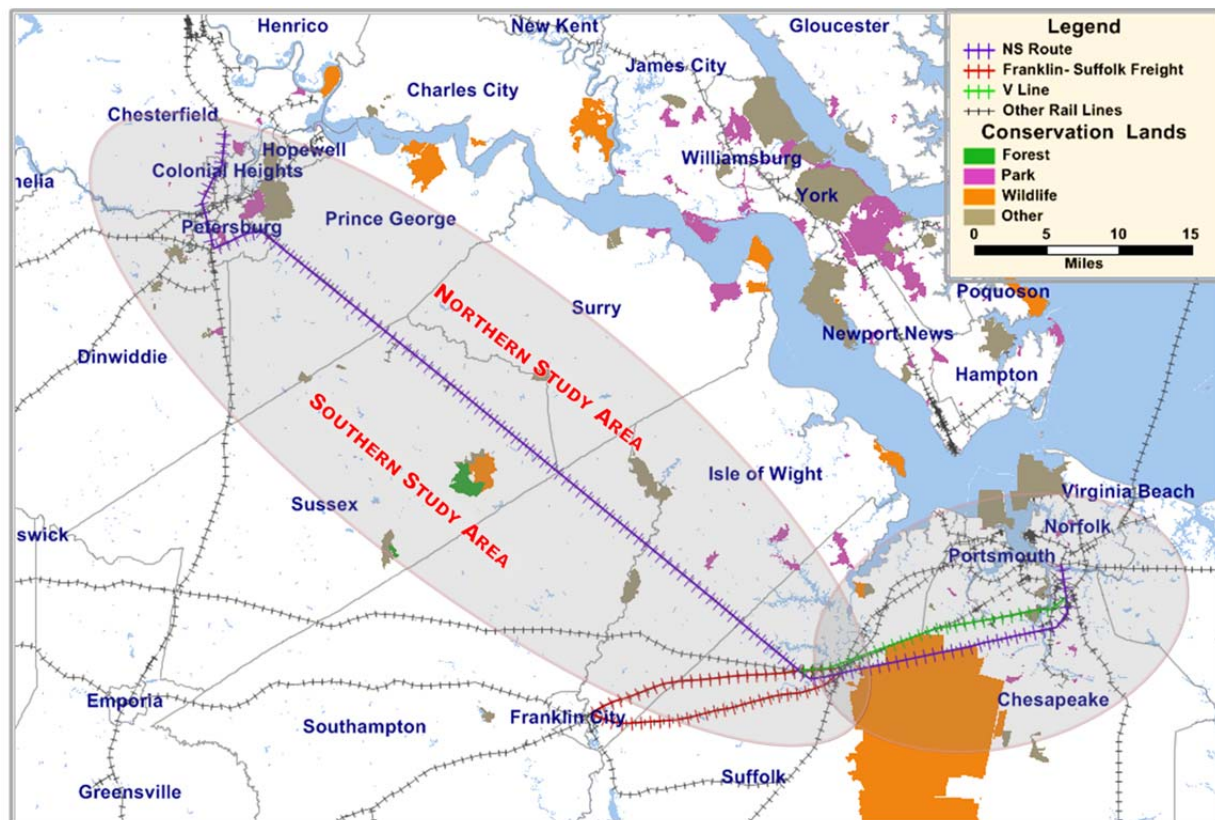 Henrico
New Kent
Gloucester
James City
Charles City
Chesterfield
Hopewell
Colonial Heights
nelia
Prince George
Petersburg
Williamsburg
York
Legend
NS Route
Franklin- Suffolk Freight
V Line
Other Rail Lines
Conservation Lands
Forest
Park
Wildlife
Other
0 5 10 15
Miles
Surry
Poquoson
Newport News
Dinwiddie
Hampton
NORTHERN STUDY AREA
SOUTHERN STUDY AREA
Isle of Wight
Sussex
Virginia Beach
Norfolk
swick
Portsmouth
Emporia
Chesapeake
Franklin City
Southampton
Suffolk
Greensville